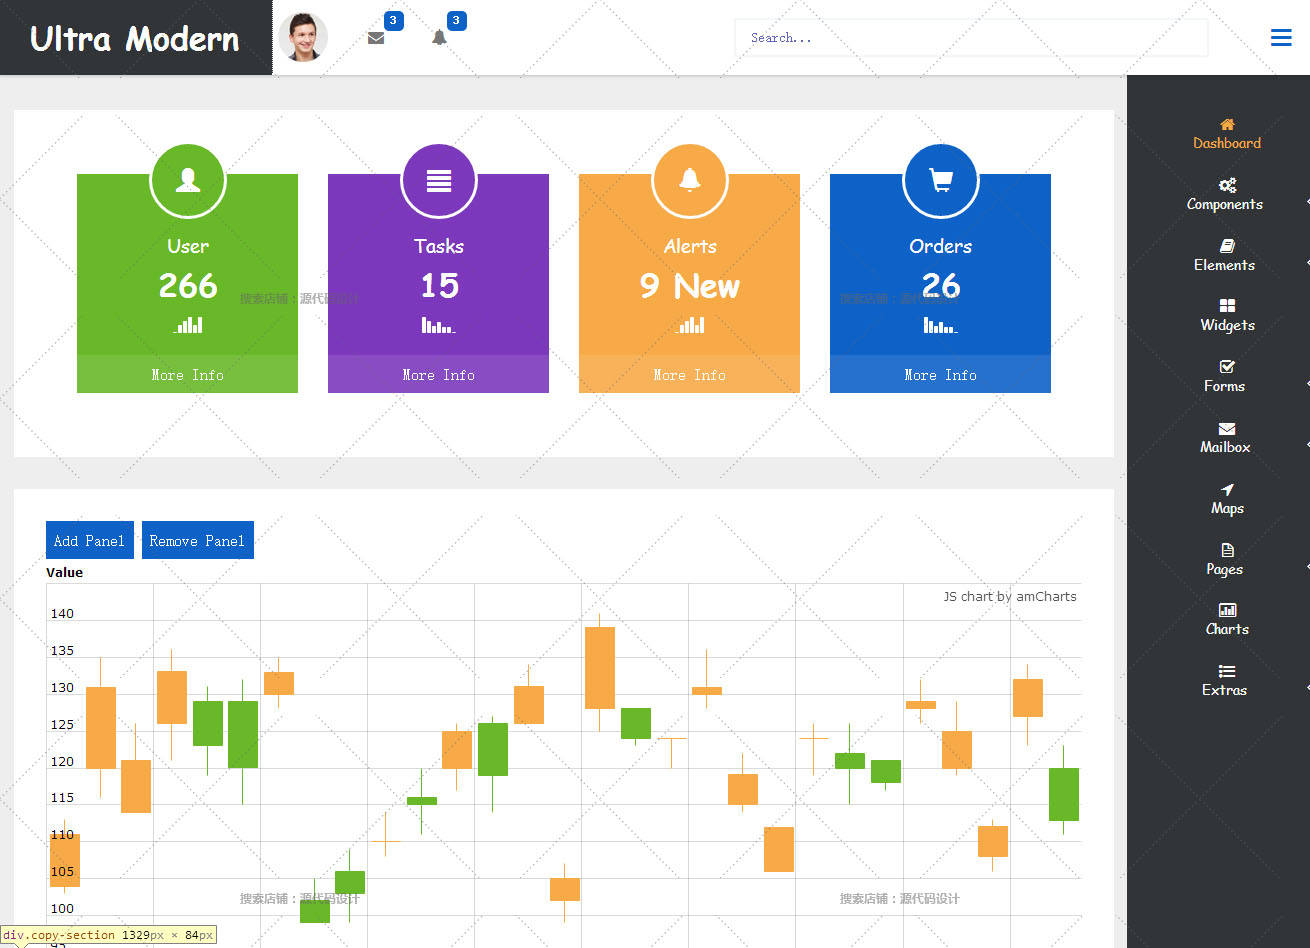 Ultra Modern
3
3
Search...
Dashboard
Components
Elements
Widgets
Forms
Mailbox
Maps
Pages
Charts
Extras
User
266
More Info
Tasks
15
More Info
Alerts
9 New
More Info
Orders
26
More Info
搜索店铺：源代码设计
搜索店铺：源代码设计
Add Panel
Remove Panel
Value
JS chart by amCharts
140
135
130
125
120
115
110
105
100
95
搜索店铺：源代码设计
搜索店铺：源代码设计
div.copy-section 1329px × 84px